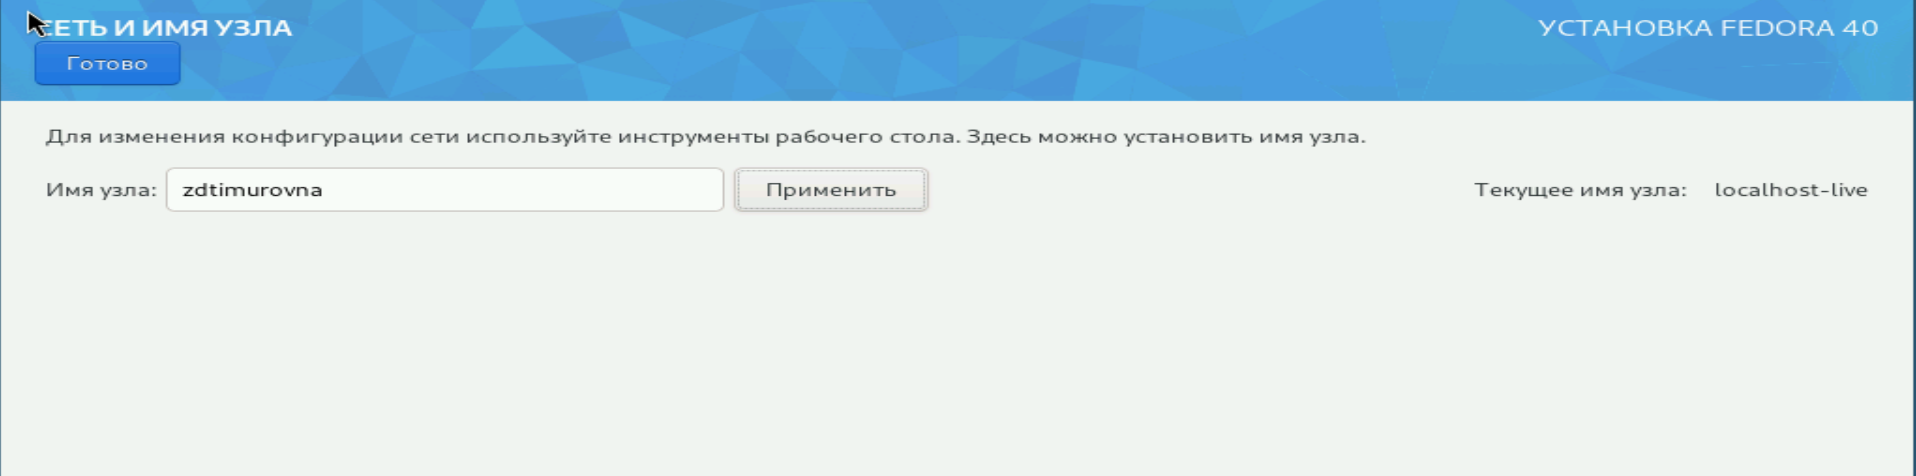 СЕТЬ И ИМЯ УЗЛА
УСТАНОВКА FEDORA 40
Готово
Для изменения конфигурации сети используйте инструменты рабочего стола. Здесь можно установить имя узла.
Имя узла: zdtimurovna Применить Текущее имя узла: localhost-live